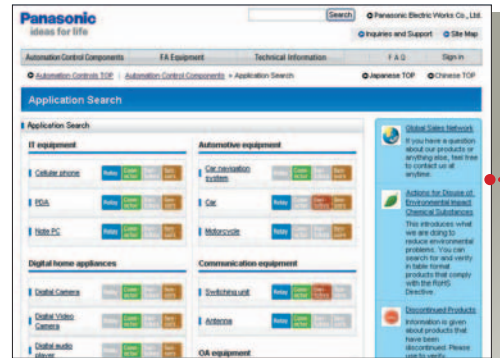 Panasonic
ideas for life
Search
Panasonic Electric Works Co., Ltd.
Inquiries and Support
Site Map
Automation Control Components
FA Equipment
Technical Information
FAQ
Sign in
Automation Controls TOP
Automation Control Components
Application Search
Japanese TOP
Chinese TOP
Application Search
Application Search
IT equipment
Automotive equipment
Cellular phone
Relay
Car navigation
system
PDA
Relay
Car
Relay
Note PC
Relay
Motorcycle
Relay
Digital home appliances
Communication equipment
Digital Camera
Switching unit
Relay
Digital Video
Camera
Antenna
Relay
Digital audio
player
OA equipment
Global Sales Network
If you have a question
about our products or
anything else, feel free
to contact us at
anytime.
Actions for Disuse of
Environmental Impact
Chemical Substances
This introduces what
we are doing to
reduce environmental
problems. You can
search for and verify
in table format
products that comply
with the RoHS
Directive.
Discontinued Products
Information is given
about products that
have been
discontinued. Please
use to verify